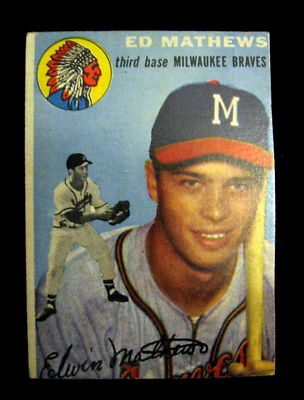 ED MATHEWS
third base MILWAUKEE BRAVES
M
Edwin Mathews